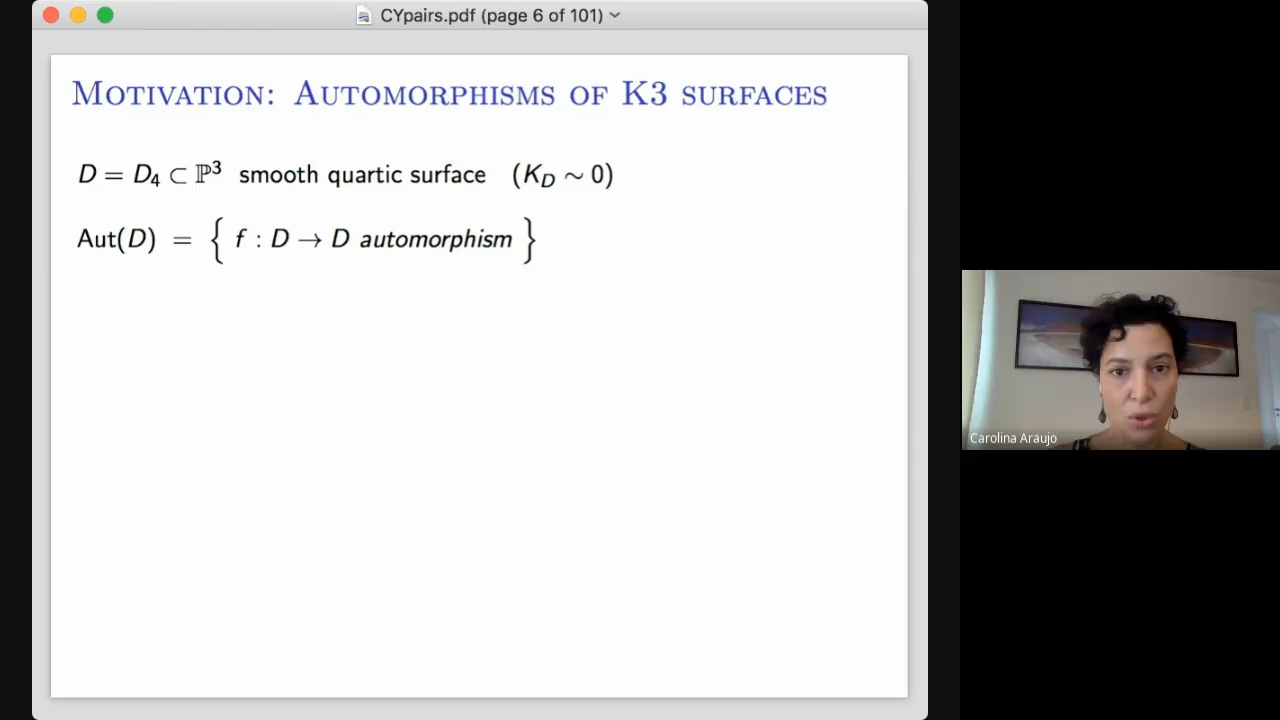 CYpairs.pdf (page 6 of 101)
Motivation: Automorphisms of K3 surfaces
D = D₄ ⊂ ℙ³ smooth quartic surface (K_D ∼ 0)
Aut(D) = { f : D → D automorphism }
Carolina Araujo